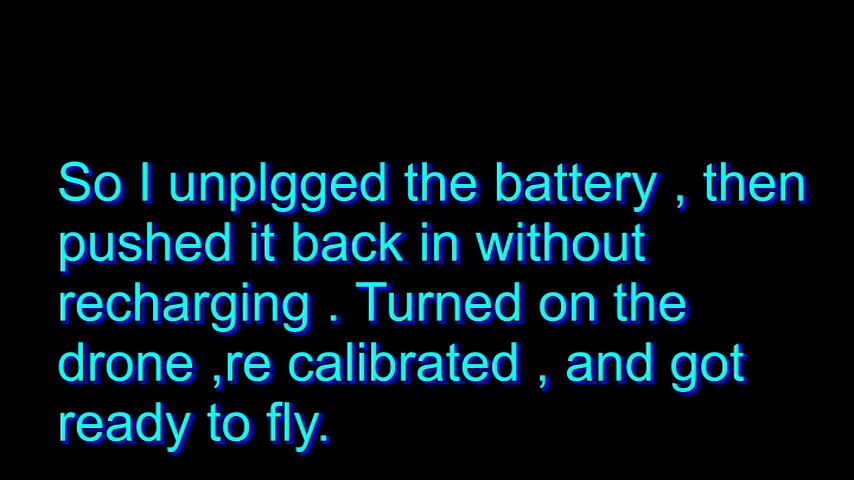 So I unplgged the battery , then
pushed it back in without
recharging . Turned on the
drone ,re calibrated , and got
ready to fly.